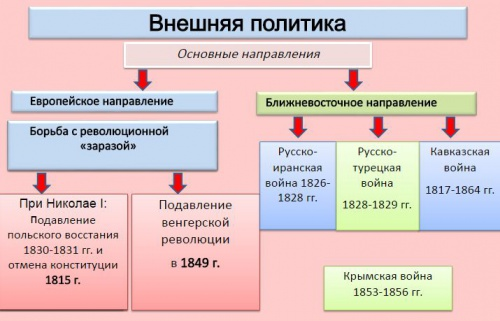 Внешняя политика
Основные направления
Европейское направление
Ближневосточное направление
Борьба с революционной
«заразой»
При Николае I:
Подавление
польского восстания
1830-1831 гг. и
отмена конституции
1815 г.
Подавление
венгерской
революции
в 1849 г.
Русско-
иранская
война 1826-
1828 гг.
Русско-
турецкая
война
1828-1829 гг.
Кавказская
война
1817-1864 гг.
Крымская война
1853-1856 гг.